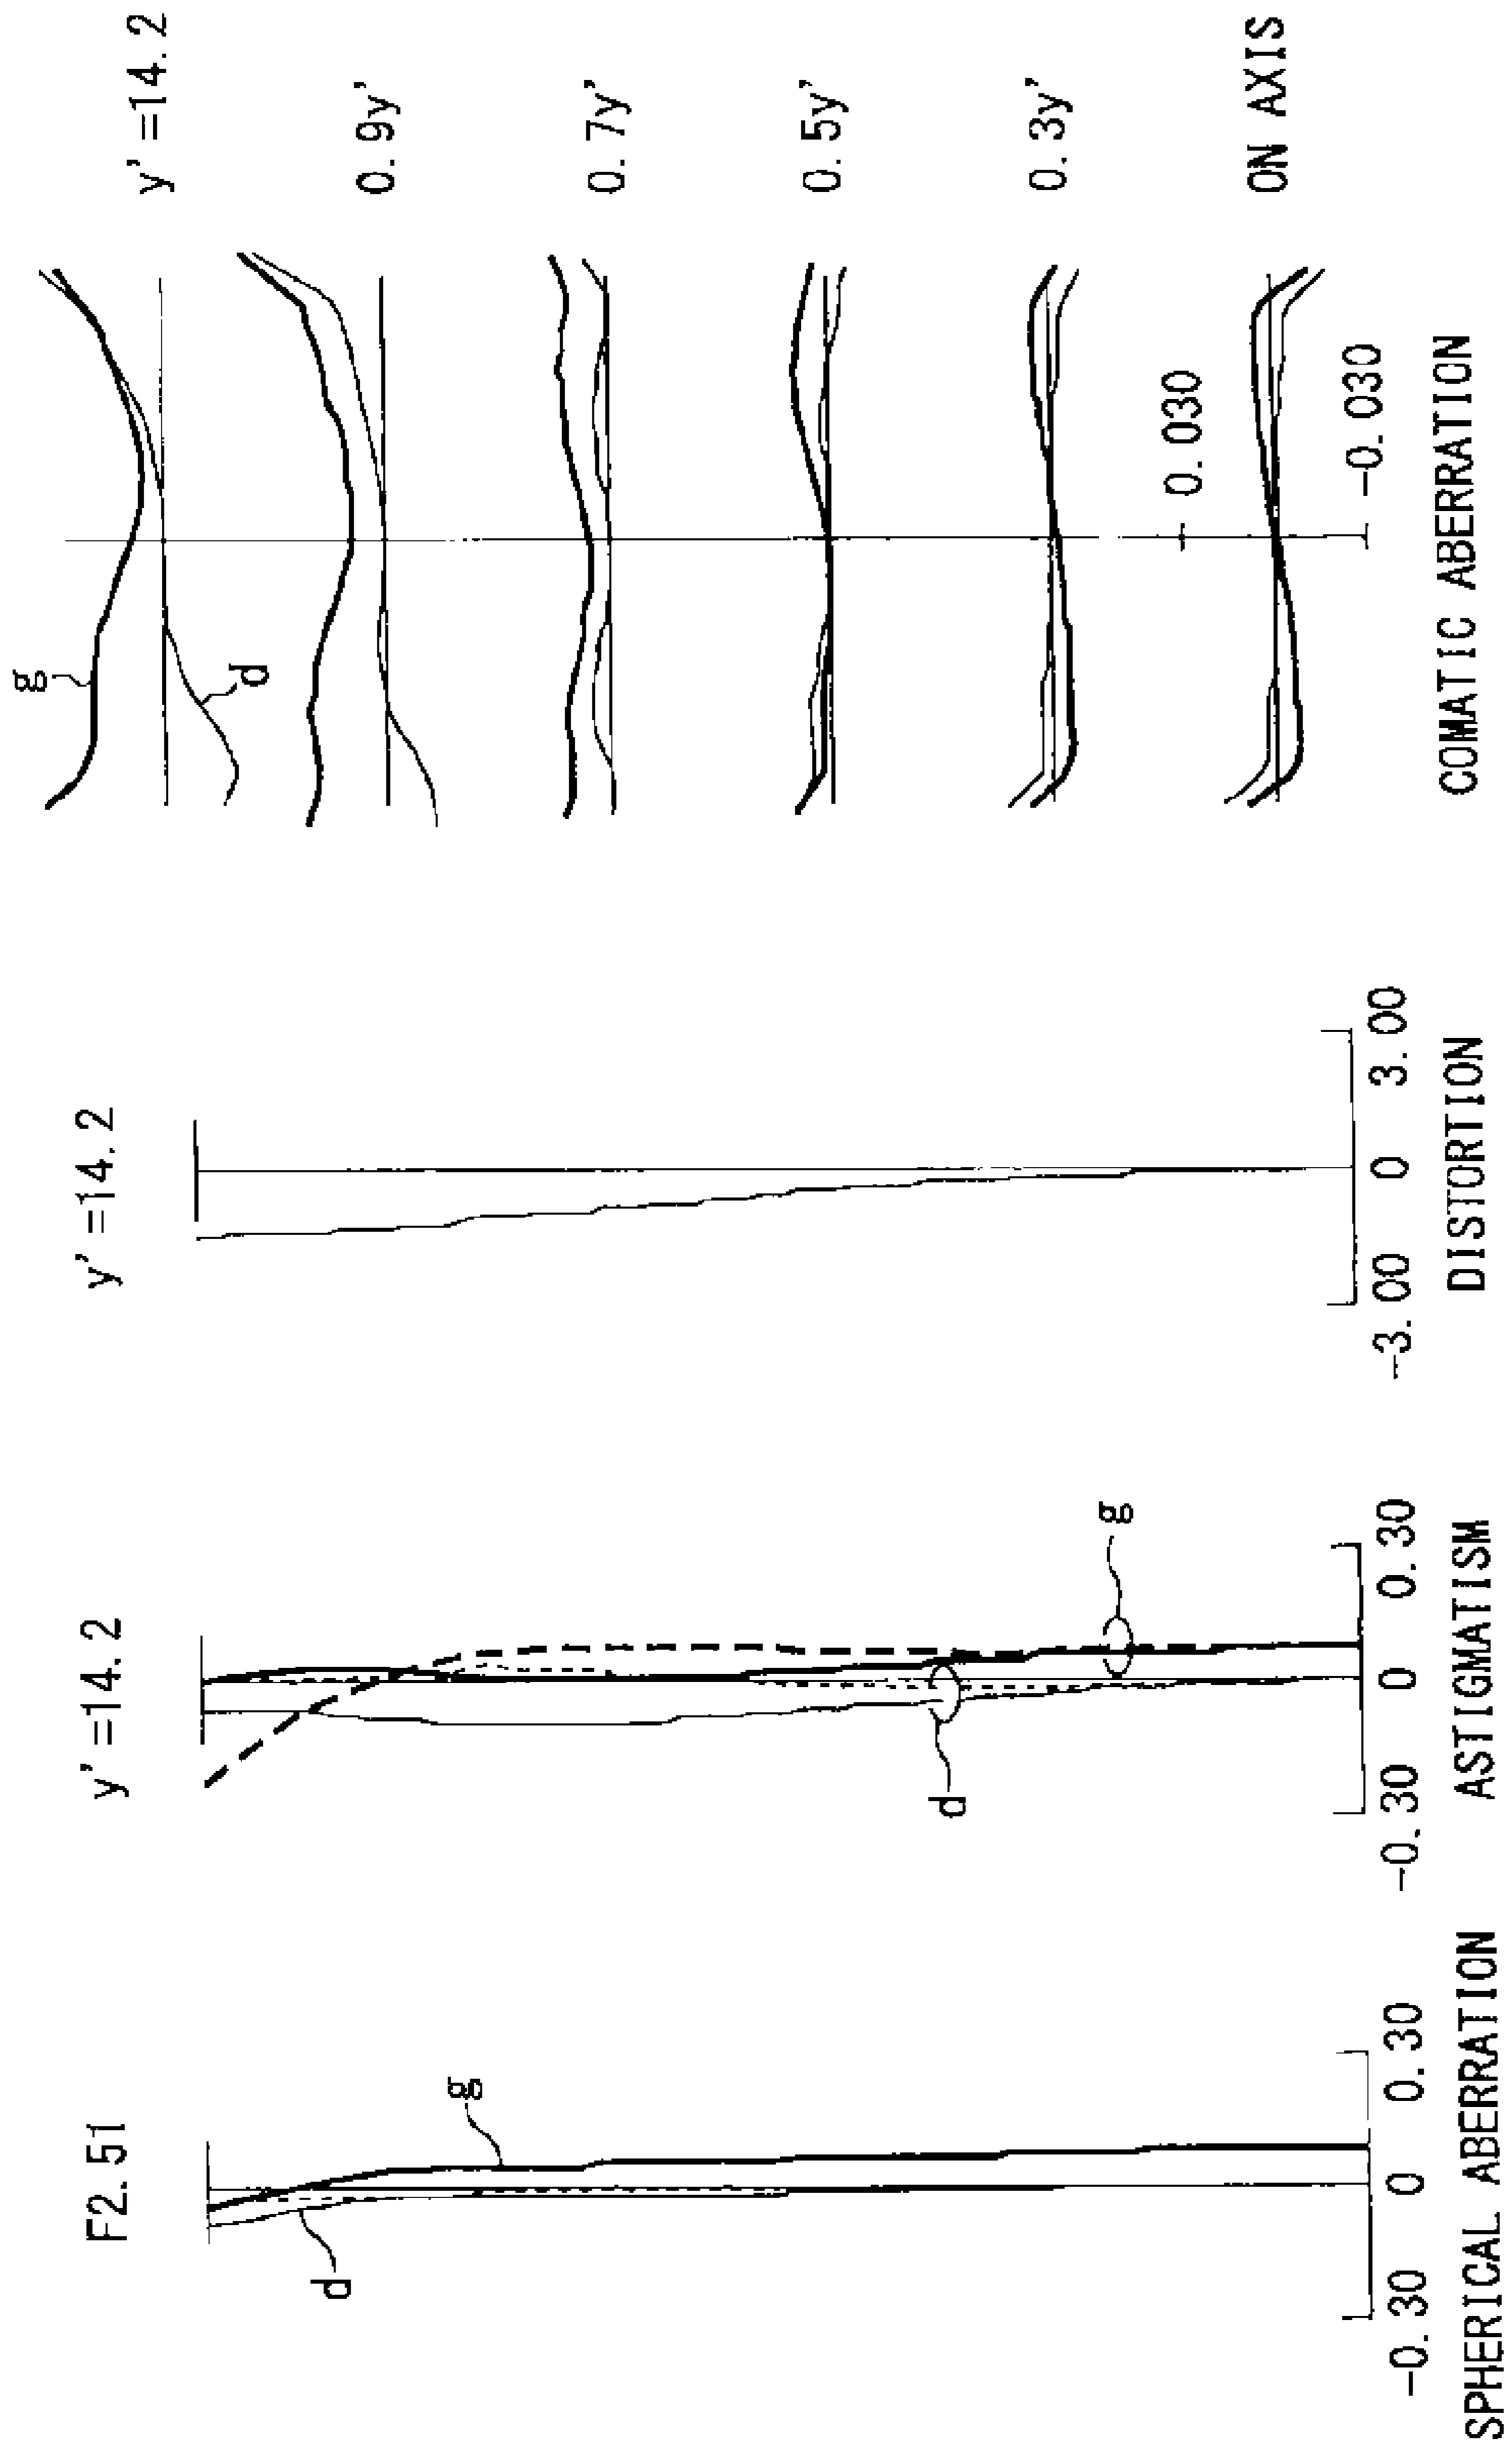 F2. 51
g
d
-0. 30 0 0. 30
SPHERICAL ABERRATION
y' =14. 2
g
d
-0. 30 0 0. 30
ASTIGMATISM
y' =14. 2
-3. 00 0 3. 00
DISTORTION
g
d
y' =14. 2
0. 9y'
0. 7y'
0. 5y'
0. 3y'
0. 030
ON AXIS
-0. 030
COMATIC ABERRATION